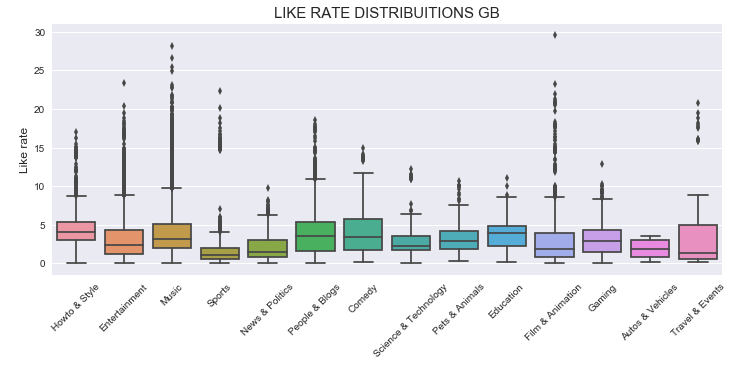 LIKE RATE DISTRIBUITIONS GB
30
25
20
15
10
5
0
Like rate
Howto & Style
Entertainment
Music
Sports
News & Politics
People & Blogs
Comedy
Science & Technology
Pets & Animals
Education
Film & Animation
Gaming
Autos & Vehicles
Travel & Events